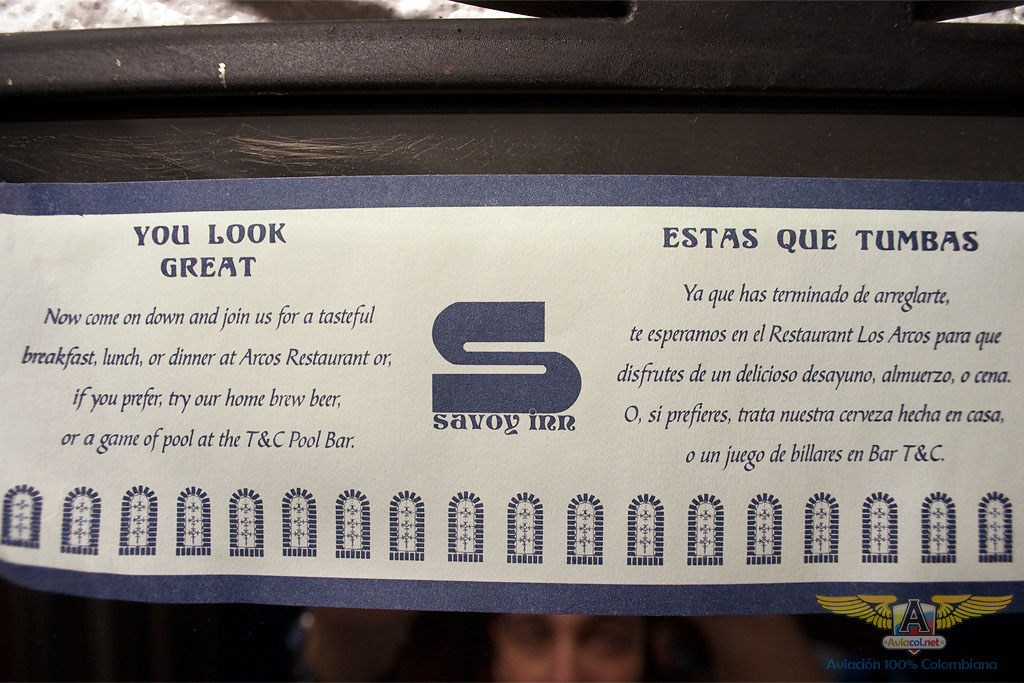 YOU LOOK
GREAT
Now come on down and join us for a tasteful
breakfast, lunch, or dinner at Arcos Restaurant or,
if you prefer, try our home brew beer,
or a game of pool at the T&C Pool Bar.
savoy inn
ESTAS QUE TUMBAS
Ya que has terminado de arreglarte,
te esperamos en el Restaurant Los Arcos para que
disfrutes de un delicioso desayuno, almuerzo, o cena.
O, si prefieres, trata nuestra cerveza hecha en casa,
o un juego de billares en Bar T&C.
A
Aviacol.net
Aviación 100% Colombiana